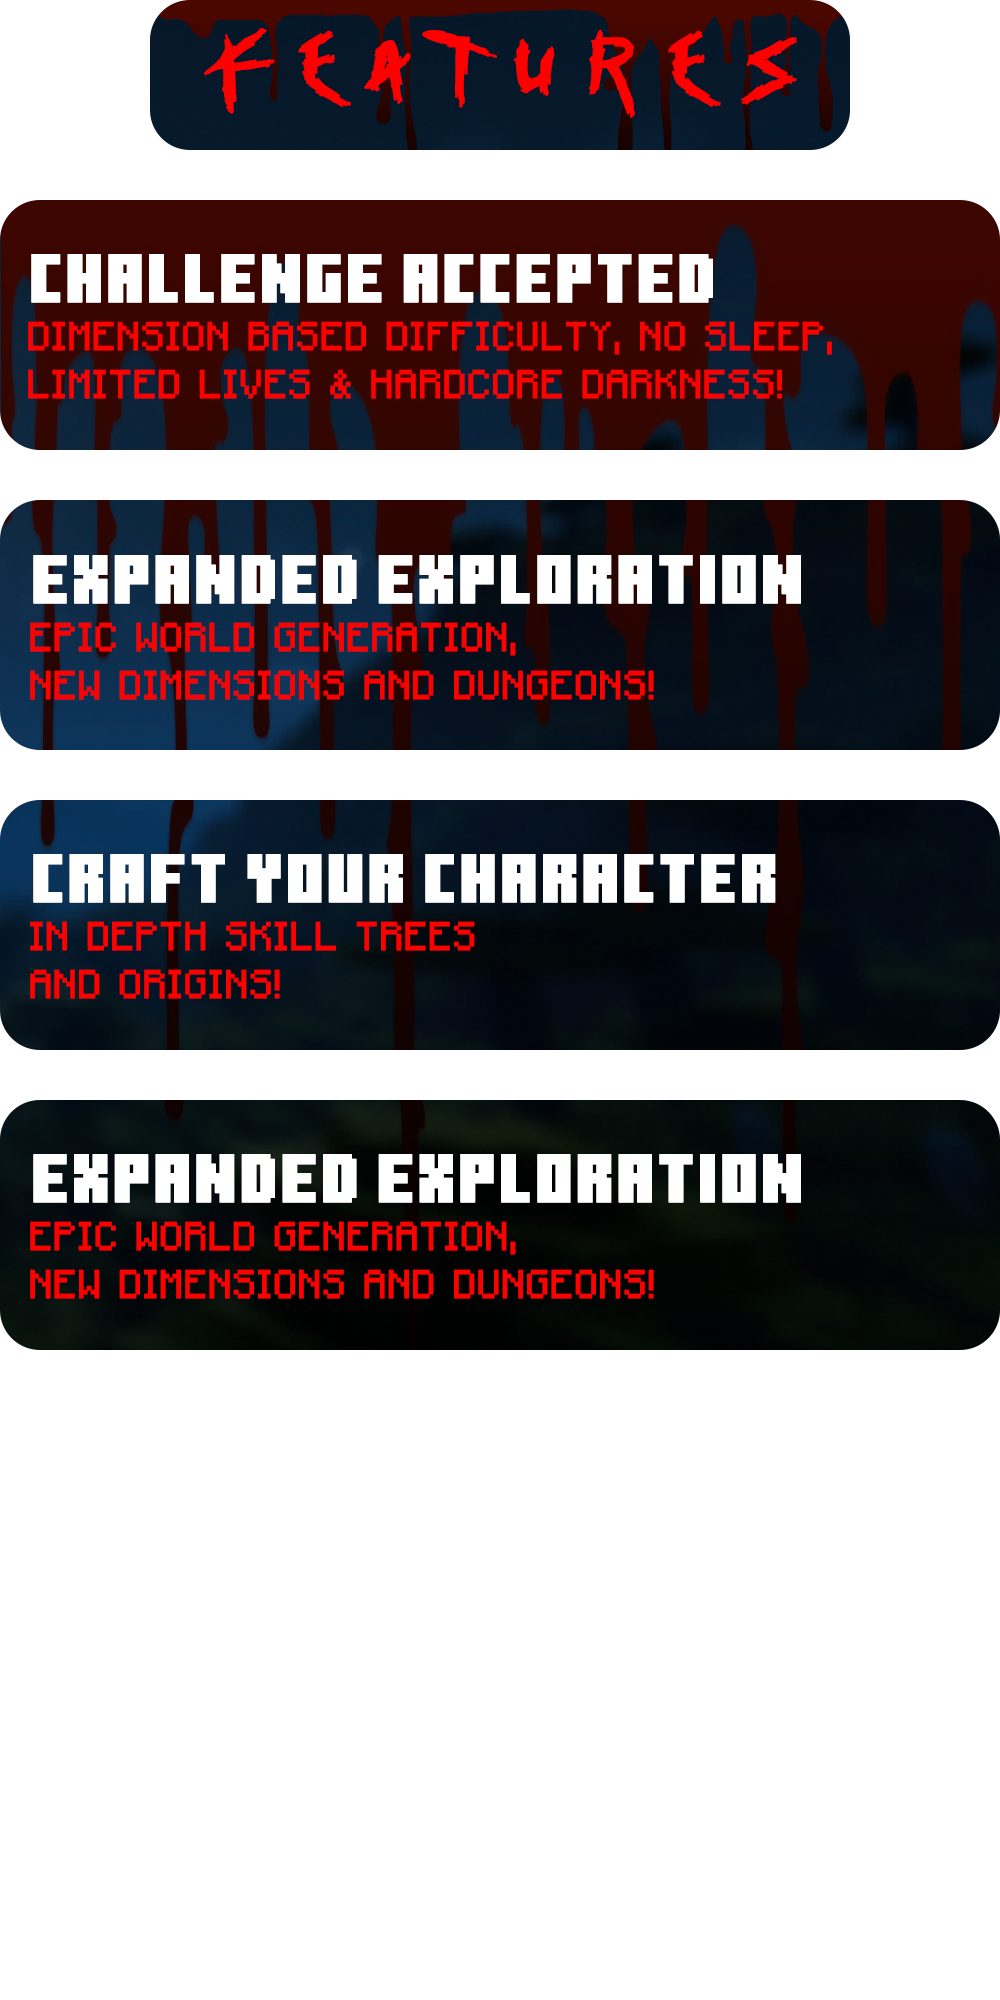 FEATURES
CHALLENGE ACCEPTED
DIMENSION BASED DIFFICULTY, NO SLEEP,
LIMITED LIVES & HARDCORE DARKNESS!
EXPANDED EXPLORATION
EPIC WORLD GENERATION,
NEW DIMENSIONS AND DUNGEONS!
CRAFT YOUR CHARACTER
IN DEPTH SKILL TREES
AND ORIGINS!
EXPANDED EXPLORATION
EPIC WORLD GENERATION,
NEW DIMENSIONS AND DUNGEONS!